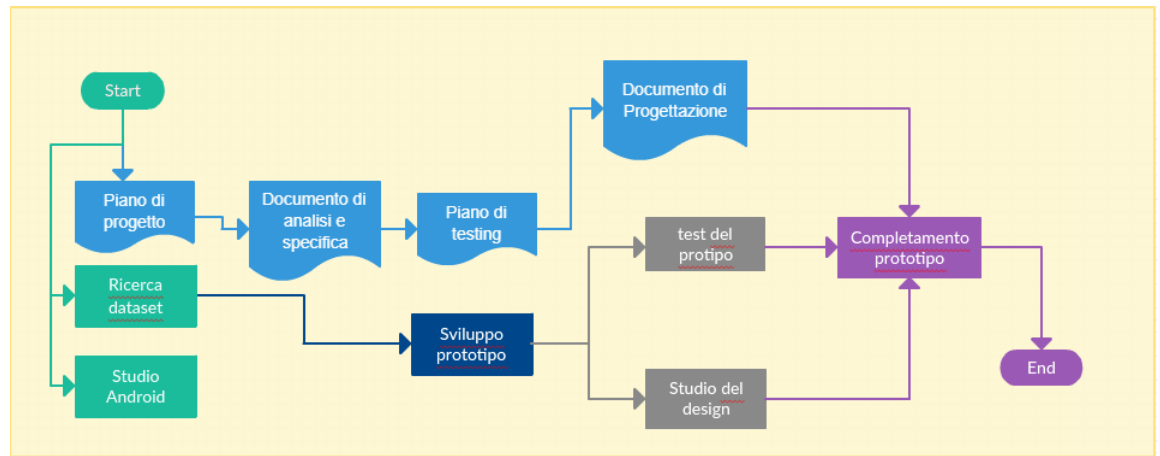 Start
Documento di
Progettazione
Piano di
progetto
Documento di
analisi e
specifica
Piano di
testing
test del
protipo
Completamento
prototipo
Ricerca
dataset
Sviluppo
prototipo
Studio
Android
Studio del
design
End